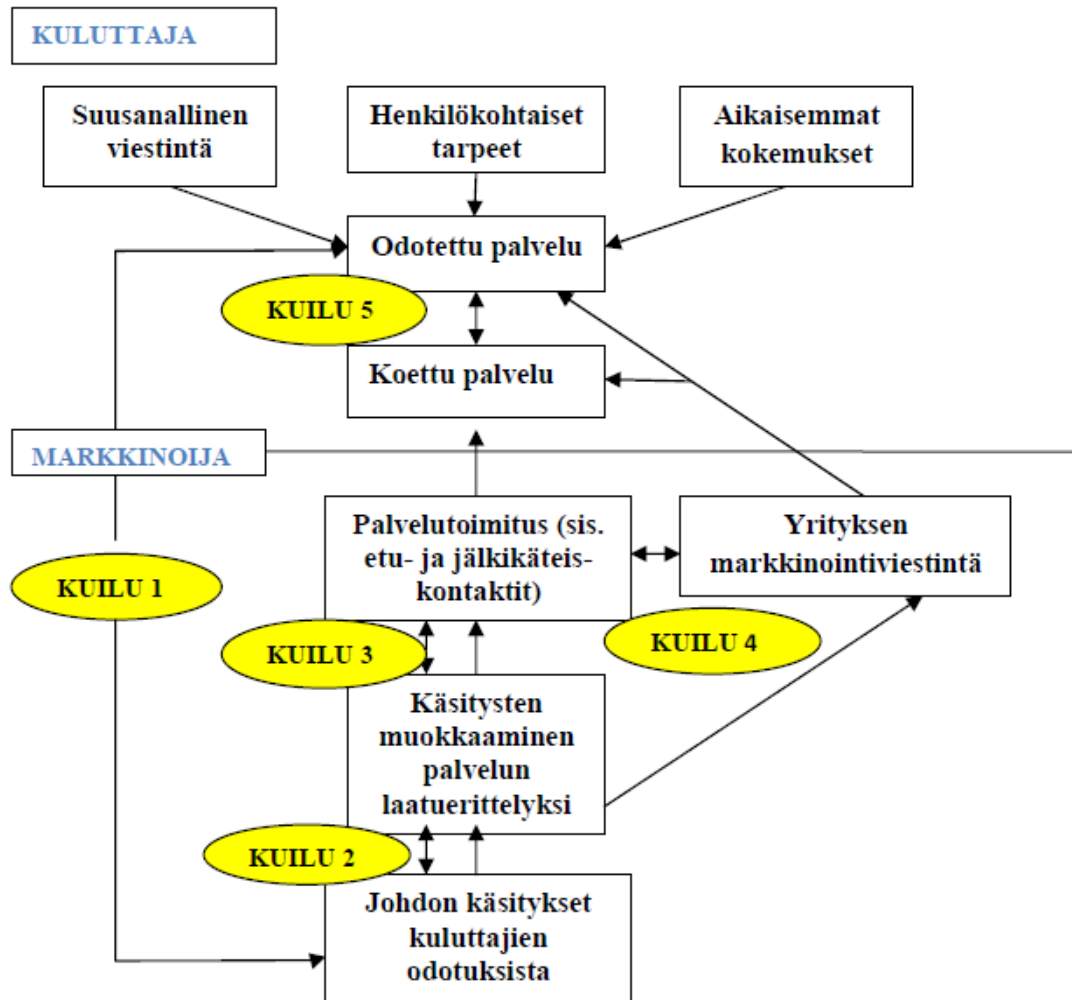 KULUTTAJA
Suusanallinen
viestintä
Henkilökohtaiset
tarpeet
Aikaisemmat
kokemukset
Odotettu palvelu
KUILU 5
Koettu palvelu
MARKKINOIJA
Palvelutoimitus (sis.
etu- ja jälkikäteis-
kontaktit)
Yrityksen
markkinointiviestintä
KUILU 1
KUILU 3
KUILU 4
Käsitysten
muokkaaminen
palvelun
laatuerittelyksi
KUILU 2
Johdon käsitykset
kuluttajien
odotuksista